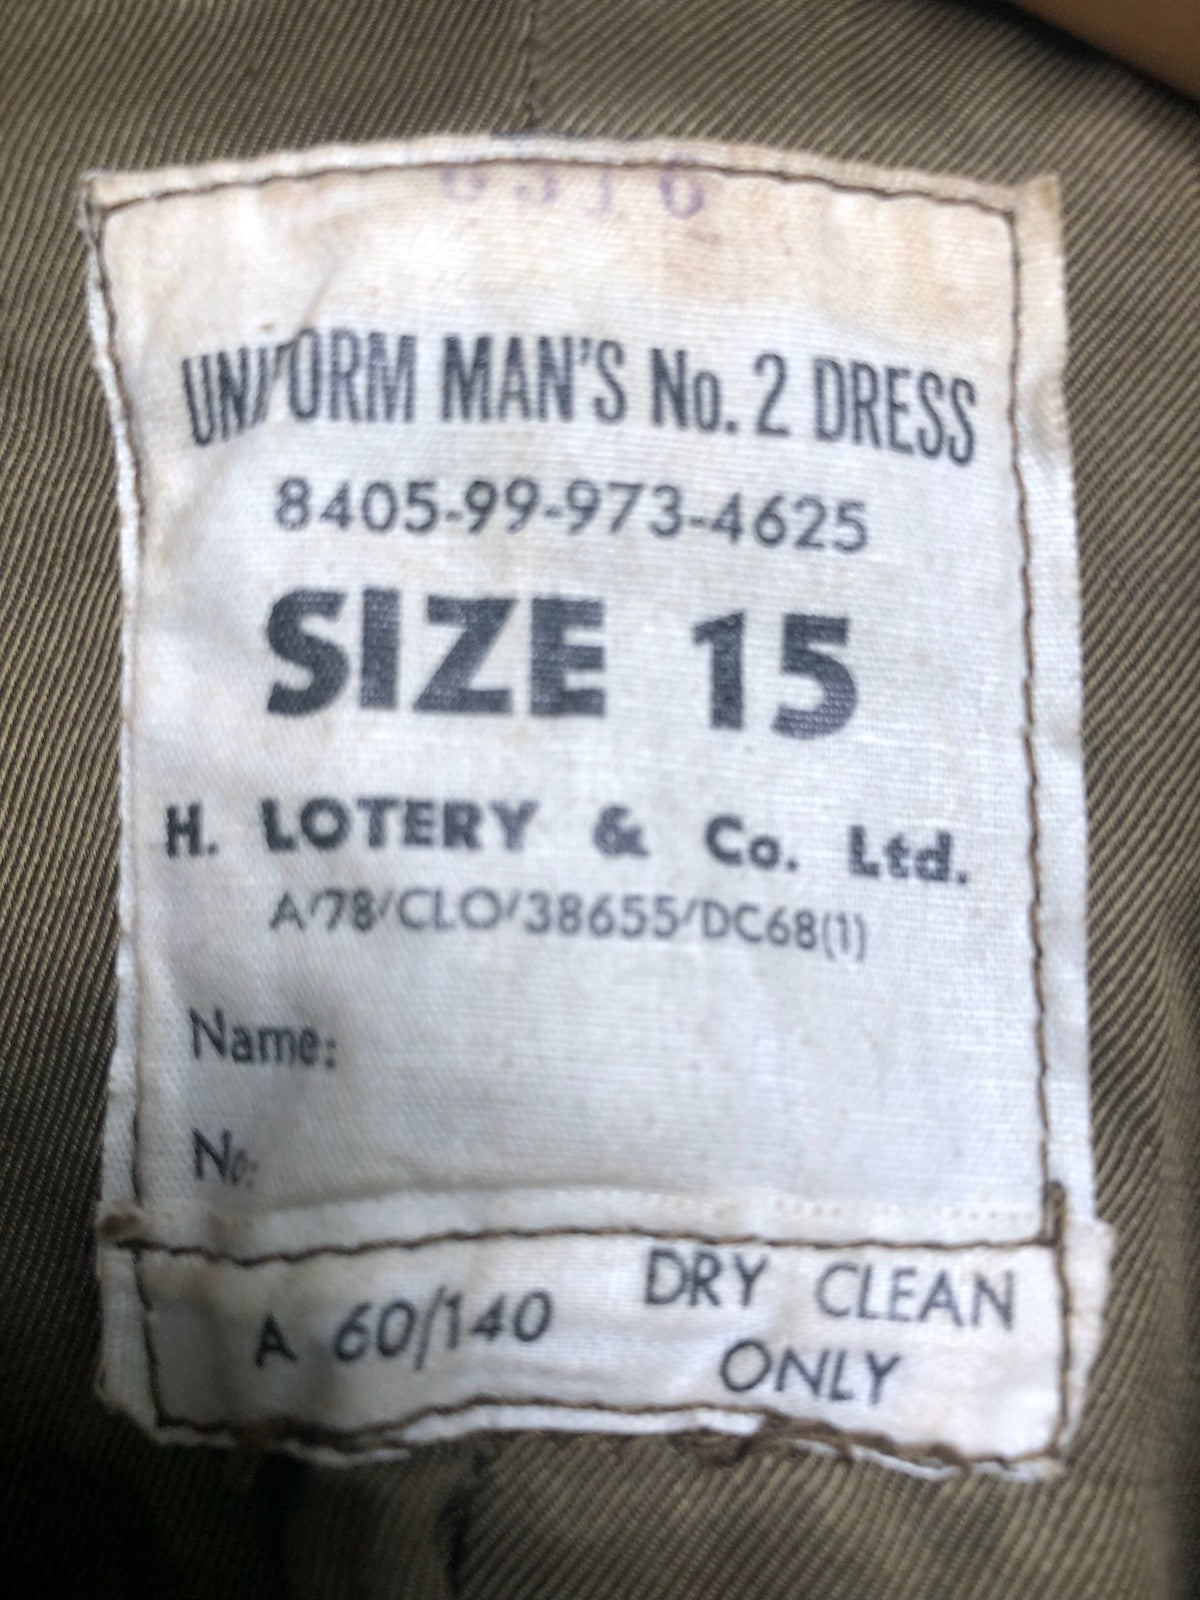 UNIFORM MAN'S No. 2 DRESS
8405-99-973-4625
SIZE 15
H. LOTERY & Co. Ltd.
A/78/CLO/38655/DC68(1)
Name:
No:
A 60/140
DRY CLEAN
ONLY